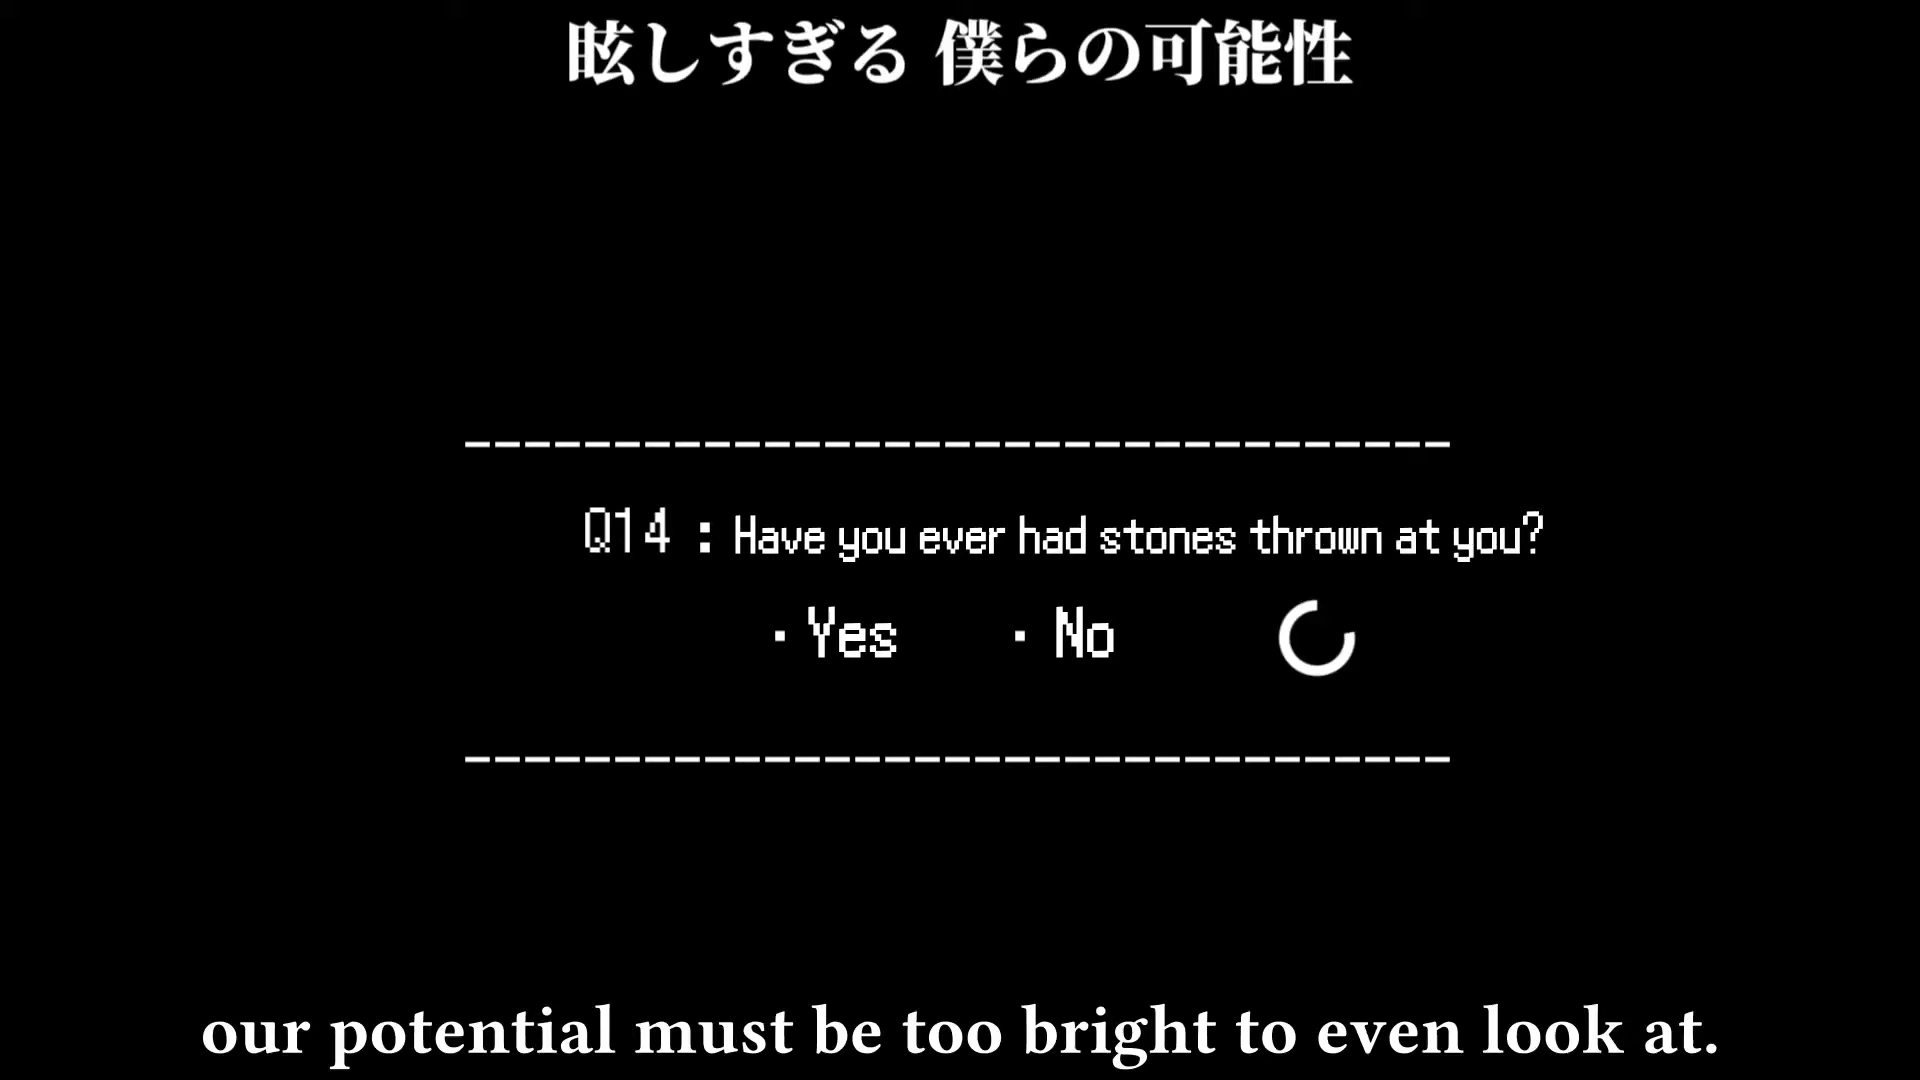 眩しすぎる 僕らの可能性
Q14 : Have you ever had stones thrown at you?
· Yes · No
our potential must be too bright to even look at.